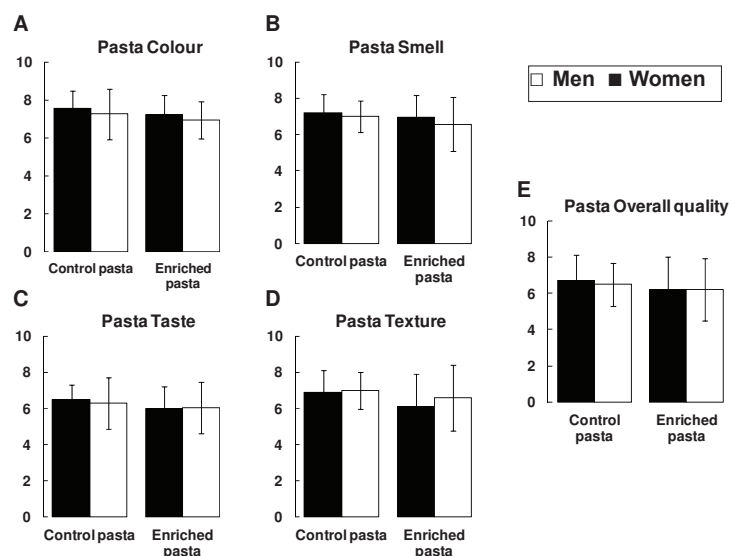 A
Pasta Colour
10
8
6
4
2
0
Control pasta
Enriched
pasta
B
Pasta Smell
10
8
6
4
2
0
Control pasta
Enriched
pasta
Men Women
C
Pasta Taste
10
8
6
4
2
0
Control pasta
Enriched
pasta
D
Pasta Texture
10
8
6
4
2
0
Control pasta
Enriched
pasta
E
Pasta Overall quality
10
8
6
4
2
0
Control
pasta
Enriched
pasta